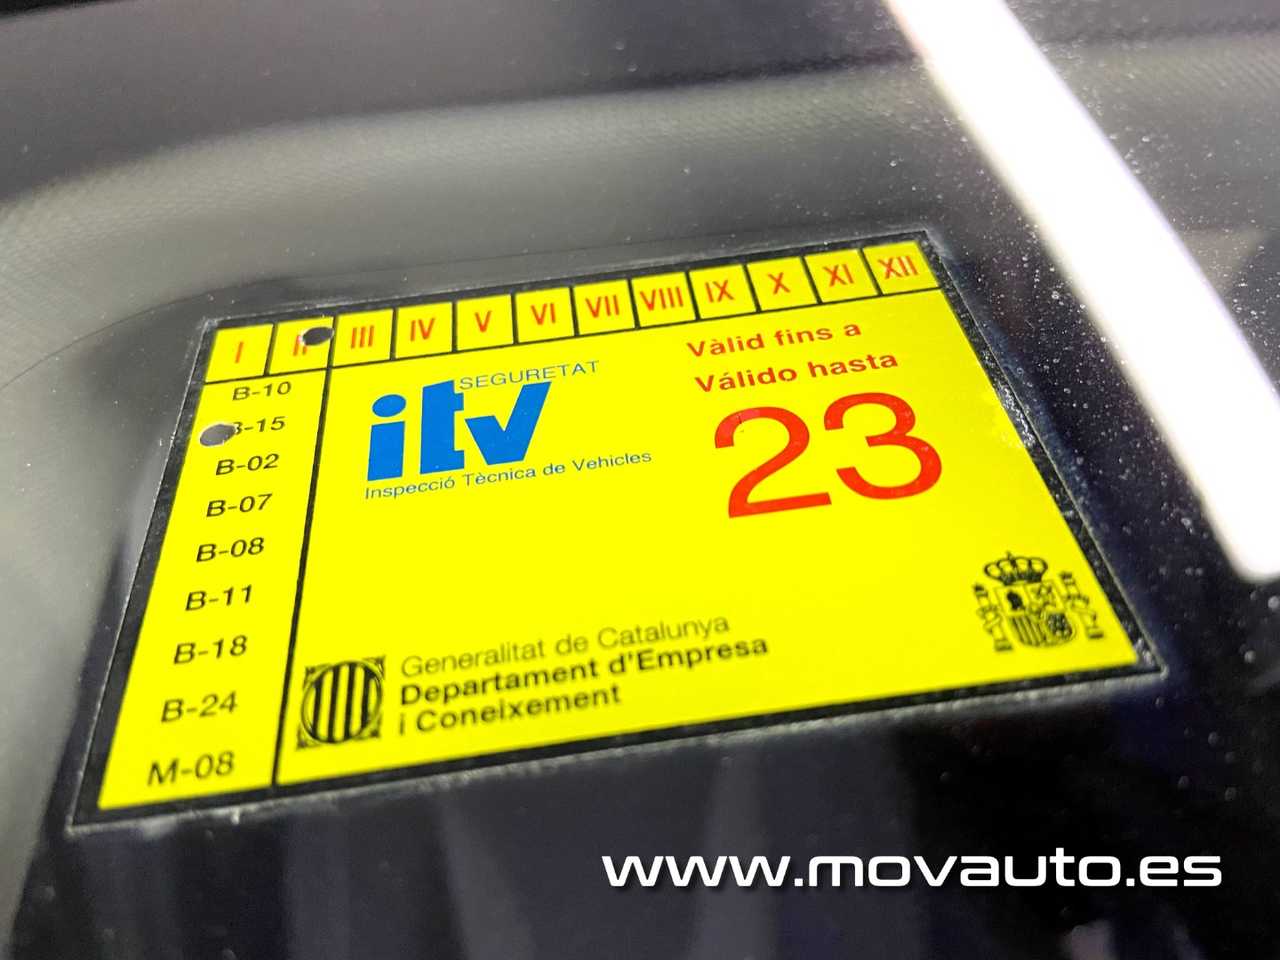 I II III IV V VI VII VIII IX X XI XII
B-10
B-15
B-02
B-07
B-08
B-11
B-18
B-24
M-08
SEGURETAT
itv
Inspecció Tècnica de Vehicles
Vàlid fins a
Válido hasta
23
Generalitat de Catalunya
Departament d'Empresa
i Coneixement
www.movauto.es